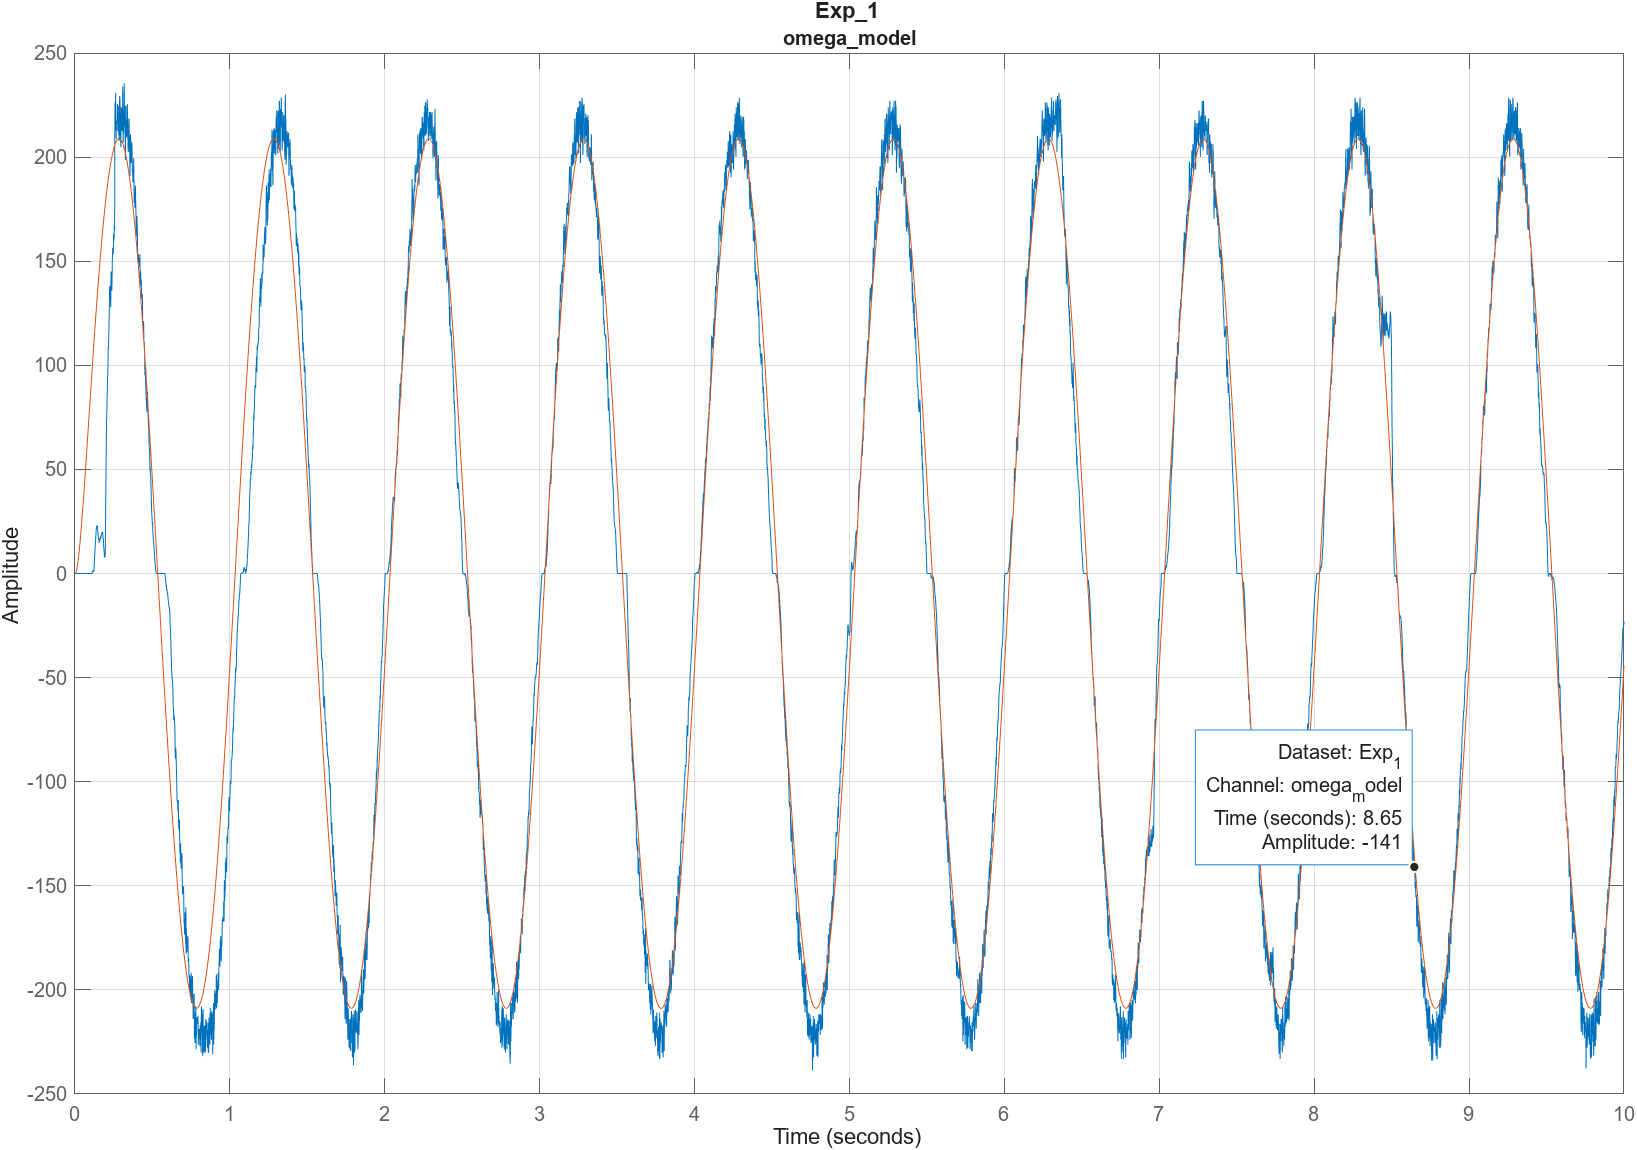 Exp_1
omega_model
250
200
150
100
50
0
-50
-100
-150
-200
-250
Amplitude
Dataset: Exp1
Channel: omegamodel
Time (seconds): 8.65
Amplitude: -141
0 1 2 3 4 5 6 7 8 9 10
Time (seconds)